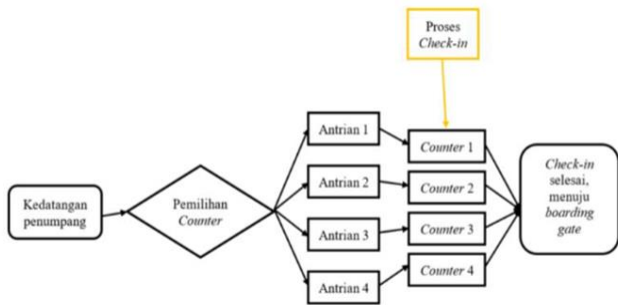 Proses
Check-in
Kedatangan
penumpang
Pemilihan
Counter
Antrian 1
Antrian 2
Antrian 3
Antrian 4
Counter 1
Counter 2
Counter 3
Counter 4
Check-in
selesai,
menuju
boarding
gate